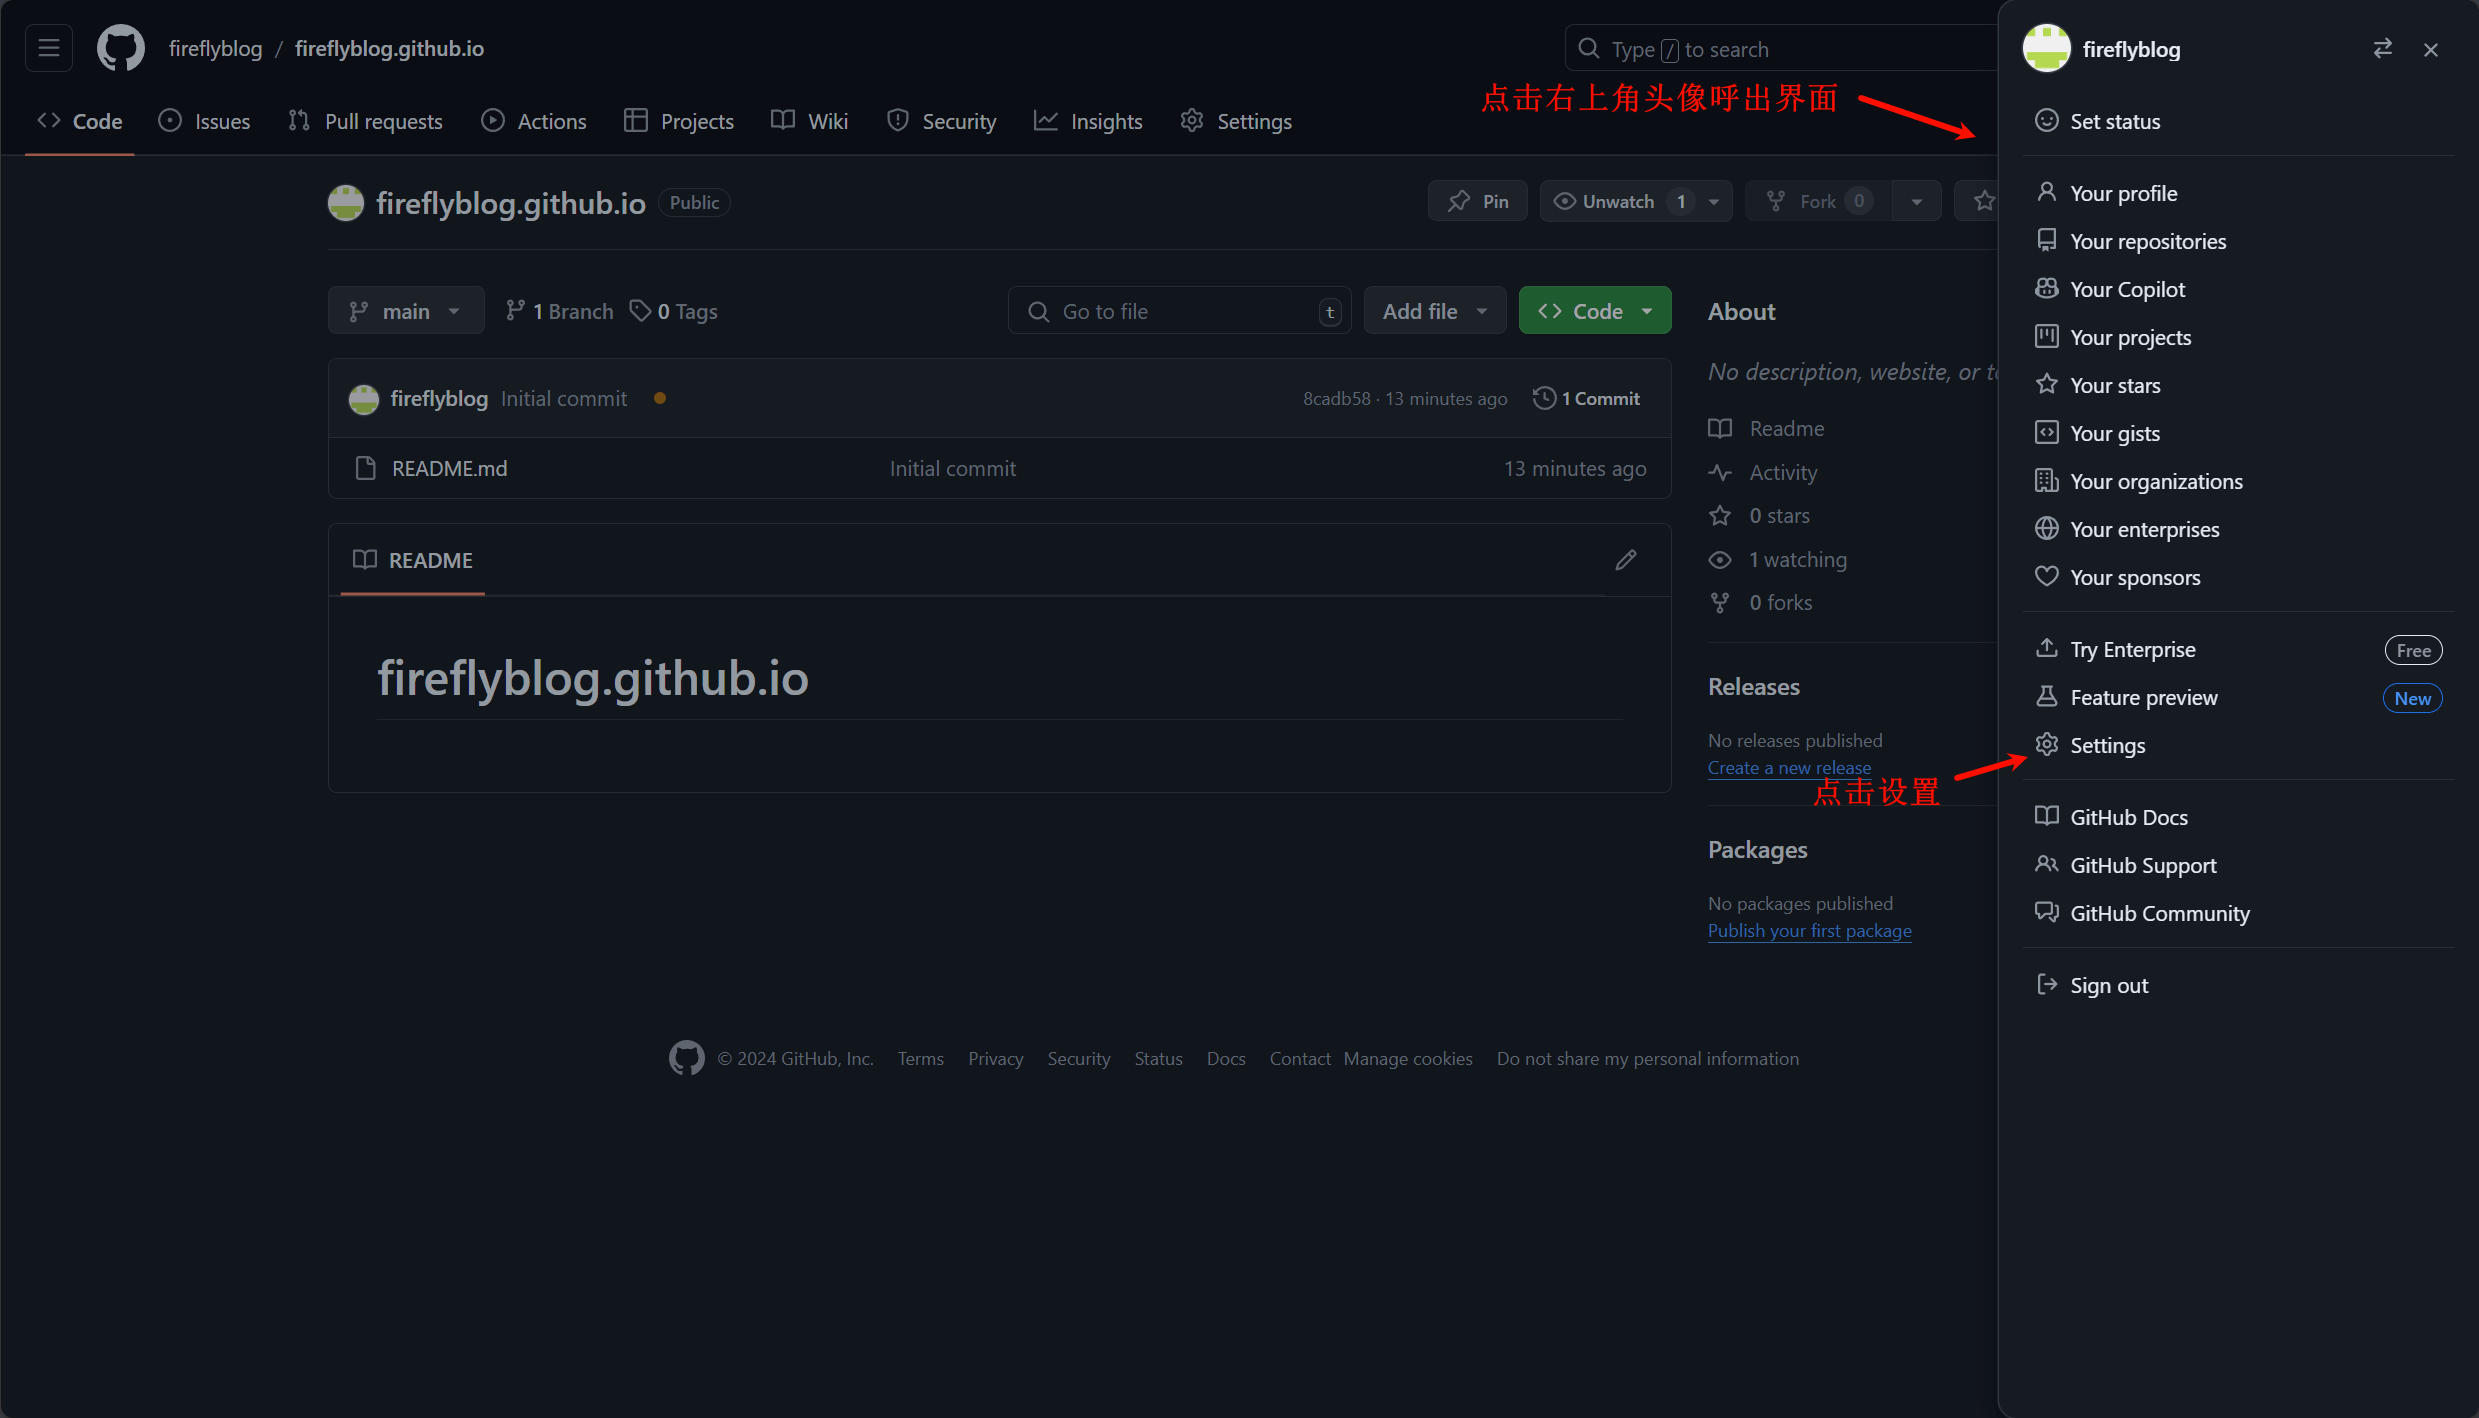 fireflyblog / fireflyblog.github.io
Type / to search
fireflyblog
点击右上角头像呼出界面
Code Issues Pull requests Actions Projects Wiki Security Insights Settings
Set status
fireflyblog.github.io Public
Pin Unwatch 1 Fork 0
Your profile
Your repositories
Your Copilot
Your projects
Your stars
Your gists
Your organizations
Your enterprises
Your sponsors
Try Enterprise Free
Feature preview New
Settings
GitHub Docs
GitHub Support
GitHub Community
Sign out
main 1 Branch 0 Tags
Go to file t Add file Code
fireflyblog Initial commit 8cadb58 · 13 minutes ago 1 Commit
README.md Initial commit 13 minutes ago
README
fireflyblog.github.io
About
No description, website, or t
Readme
Activity
0 stars
1 watching
0 forks
Releases
No releases published
Create a new release
点击设置
Packages
No packages published
Publish your first package
© 2024 GitHub, Inc. Terms Privacy Security Status Docs Contact Manage cookies Do not share my personal information